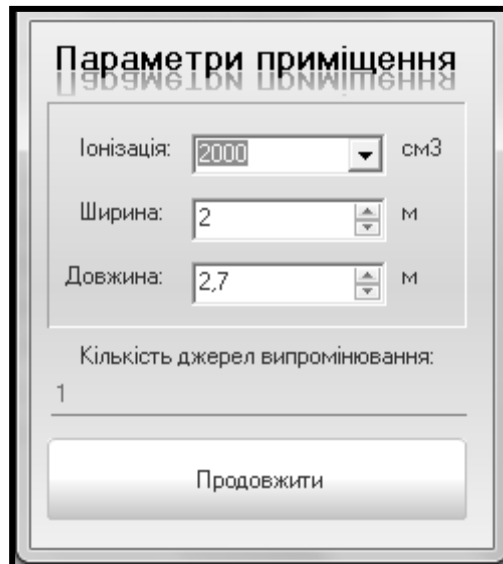 Параметри приміщення
Іонізація: 2000 см3
Ширина: 2 м
Довжина: 2,7 м
Кількість джерел випромінювання:
1
Продовжити